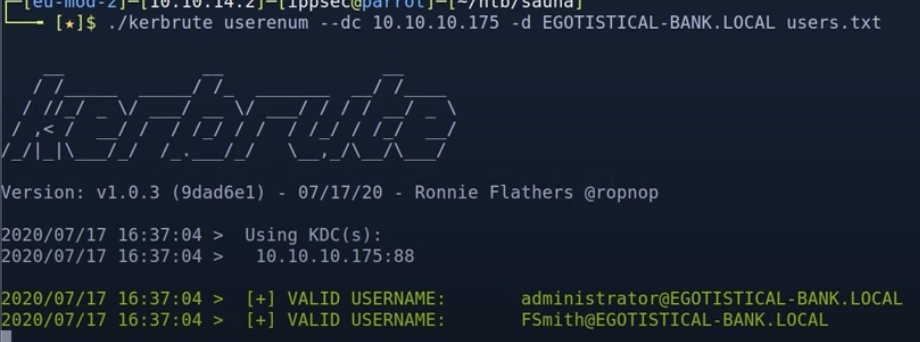 [eu-mod-2]─[10.10.14.2]─[ippsec@parrot]─[~/htb/sauna]
[★]$ ./kerbrute userenum --dc 10.10.10.175 -d EGOTISTICAL-BANK.LOCAL users.txt
kerbrute
Version: v1.0.3 (9dad6e1) - 07/17/20 - Ronnie Flathers @ropnop
2020/07/17 16:37:04 > Using KDC(s):
2020/07/17 16:37:04 > 10.10.10.175:88
2020/07/17 16:37:04 > [+] VALID USERNAME: administrator@EGOTISTICAL-BANK.LOCAL
2020/07/17 16:37:04 > [+] VALID USERNAME: FSmith@EGOTISTICAL-BANK.LOCAL